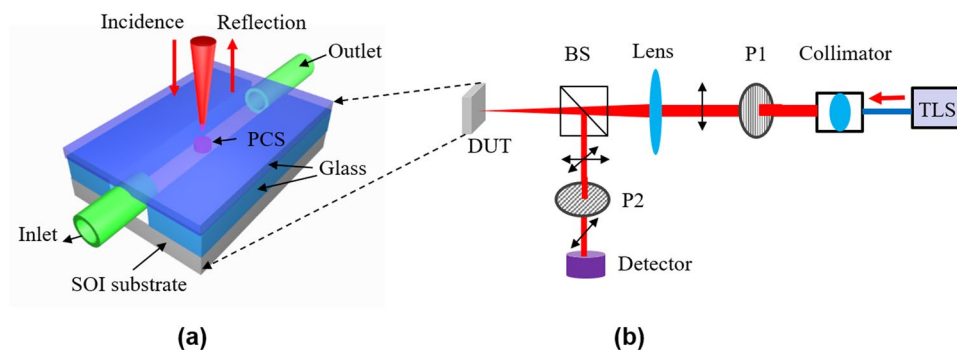 Incidence
Reflection
Outlet
PCS
Glass
Inlet
SOI substrate
(a)
BS
Lens
P1
Collimator
TLS
DUT
P2
Detector
(b)